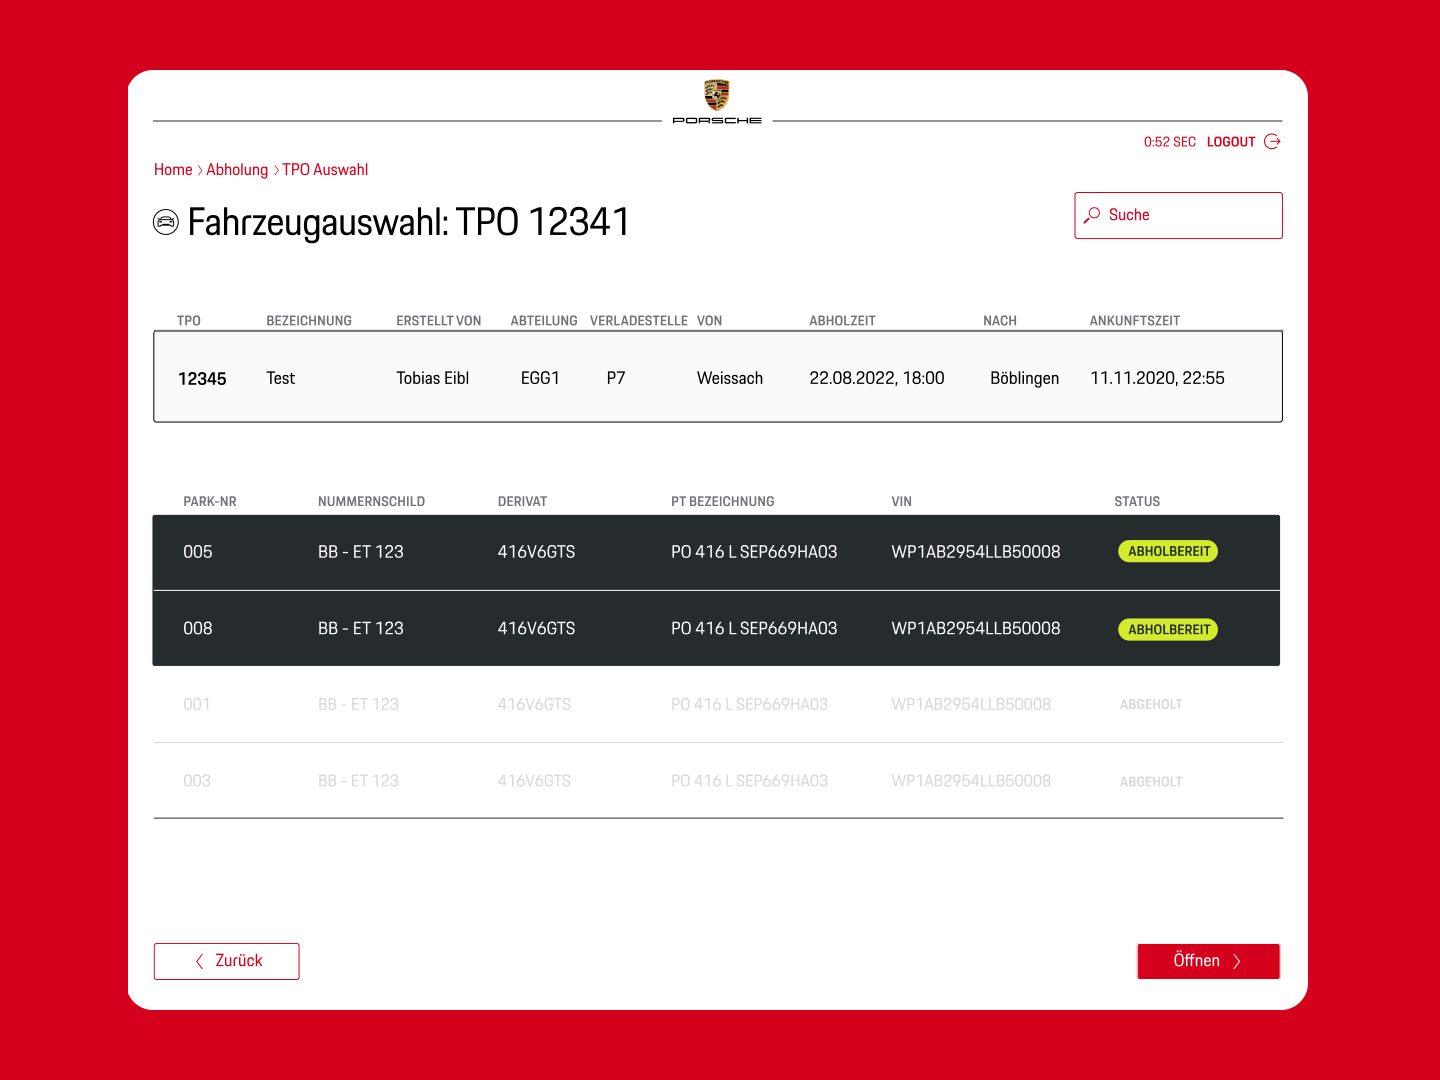 PORSCHE
0:52 SEC LOGOUT
Home > Abholung > TPO Auswahl
Fahrzeugauswahl: TPO 12341
Suche
TPO BEZEICHNUNG ERSTELLT VON ABTEILUNG VERLADESTELLE VON ABHOLZEIT NACH ANKUNFTSZEIT
12345 Test Tobias Eibl EGG1 P7 Weissach 22.08.2022, 18:00 Böblingen 11.11.2020, 22:55
PARK-NR NUMMERNSCHILD DERIVAT PT BEZEICHNUNG VIN STATUS
005 BB - ET 123 416V6GTS PO 416 L SEP669HA03 WP1AB2954LLB50008 ABHOLBEREIT
008 BB - ET 123 416V6GTS PO 416 L SEP669HA03 WP1AB2954LLB50008 ABHOLBEREIT
001 BB - ET 123 416V6GTS PO 416 L SEP669HA03 WP1AB2954LLB50008 ABGEHOLT
003 BB - ET 123 416V6GTS PO 416 L SEP669HA03 WP1AB2954LLB50008 ABGEHOLT
Zurück
Öffnen